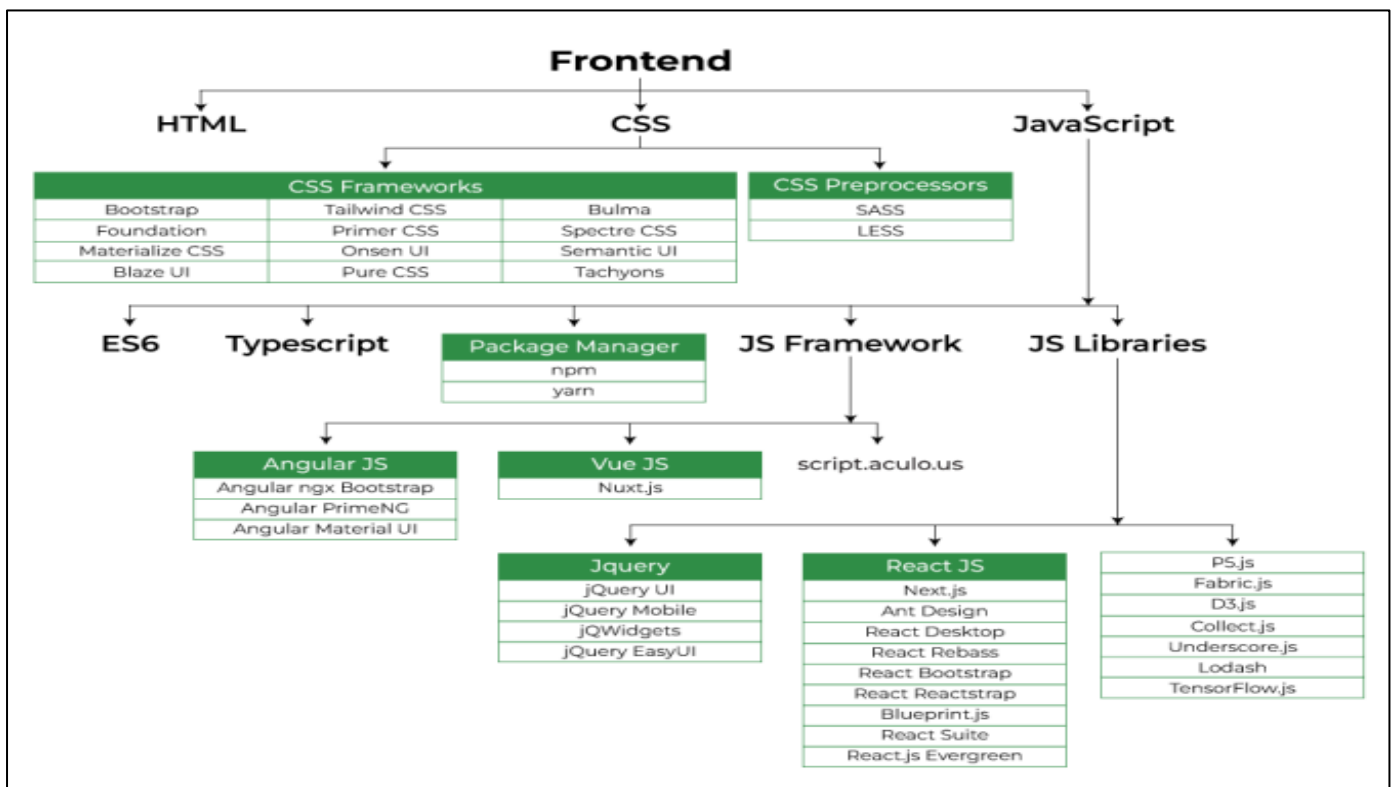 Frontend
HTML CSS JavaScript
CSS Frameworks CSS Preprocessors
Bootstrap Tailwind CSS Bulma SASS
Foundation Primer CSS Spectre CSS LESS
Materialize CSS Onsen UI Semantic UI
Blaze UI Pure CSS Tachyons
ES6 Typescript Package Manager JS Framework JS Libraries
npm
yarn
Angular JS Vue JS script.aculo.us
Angular ngx Bootstrap Nuxt.js
Angular PrimeNG
Angular Material UI
Jquery React JS P5.js
jQuery UI Next.js Fabric.js
jQuery Mobile Ant Design D3.js
jQWidgets React Desktop Collect.js
jQuery EasyUI React Rebass Underscore.js
React Bootstrap Lodash
React Reactstrap TensorFlow.js
Blueprint.js
React Suite
React.js Evergreen